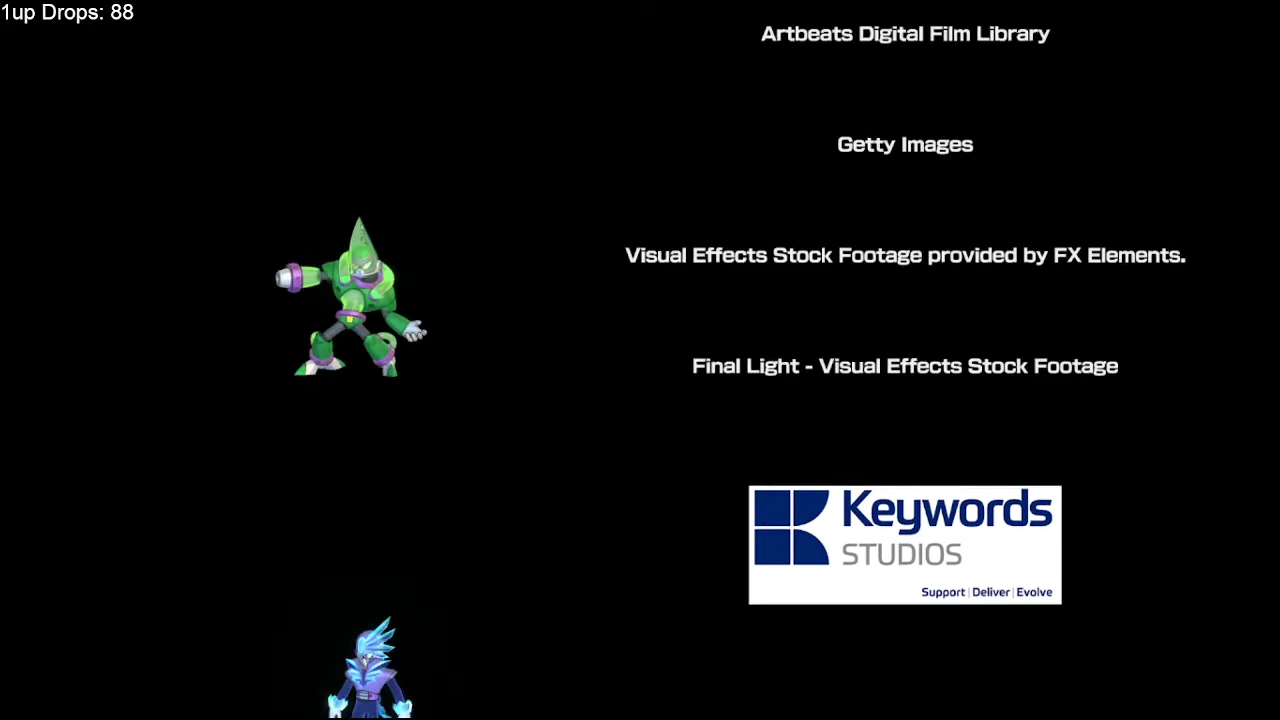 1up Drops: 88
Artbeats Digital Film Library
Getty Images
Visual Effects Stock Footage provided by FX Elements.
Final Light - Visual Effects Stock Footage
Keywords
STUDIOS
Support | Deliver | Evolve